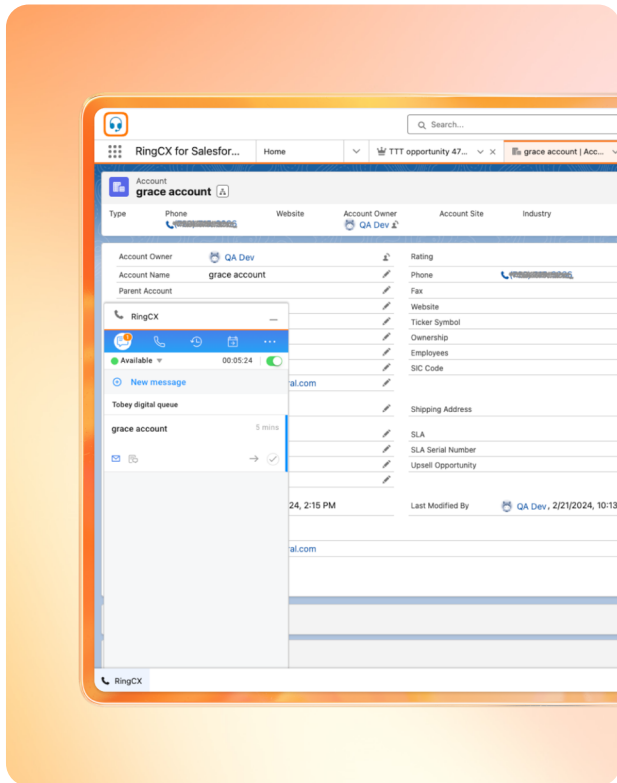 Search...
RingCX for Salesfor... Home TTT opportunity 47... grace account | Acc...
Account
grace account
Type Phone Website Account Owner Account Site Industry
QA Dev
Account Owner QA Dev Rating
Account Name grace account Phone
Parent Account Fax
Website
RingCX
Ticker Symbol
Ownership
Employees
Available 00:05:24
SIC Code
New message ral.com
Tobey digital queue
Shipping Address
grace account 5 mins
SLA
SLA Serial Number
Upsell Opportunity
24, 2:15 PM Last Modified By QA Dev, 2/21/2024, 10:13
ral.com
RingCX